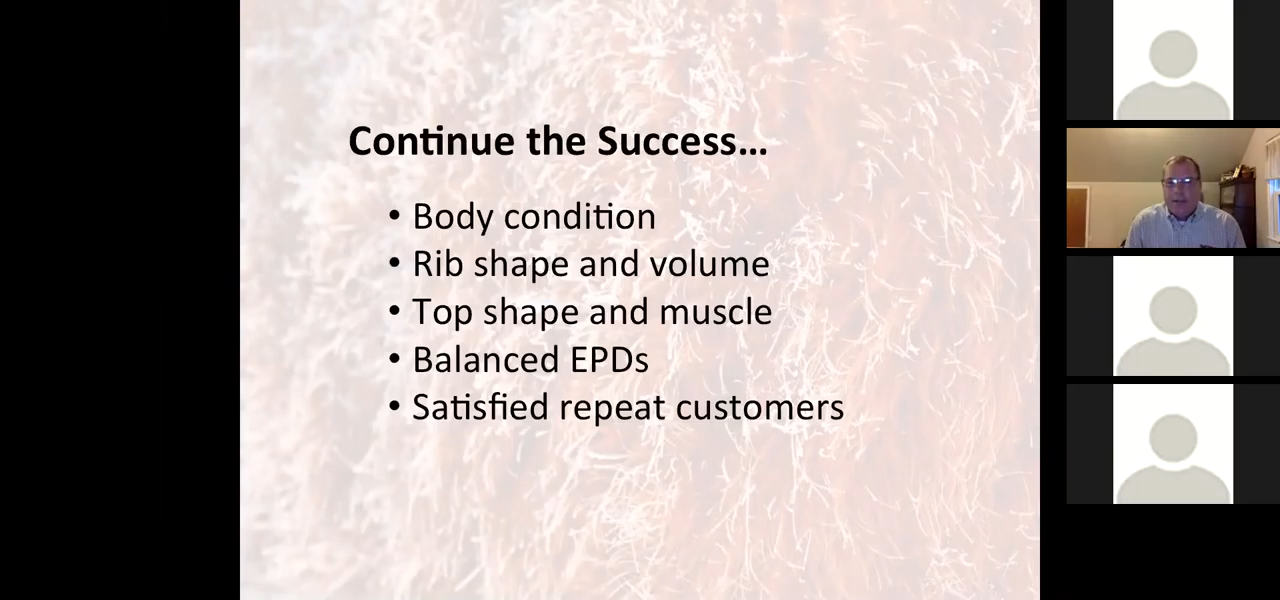 Continue the Success…
• Body condition
• Rib shape and volume
• Top shape and muscle
• Balanced EPDs
• Satisfied repeat customers